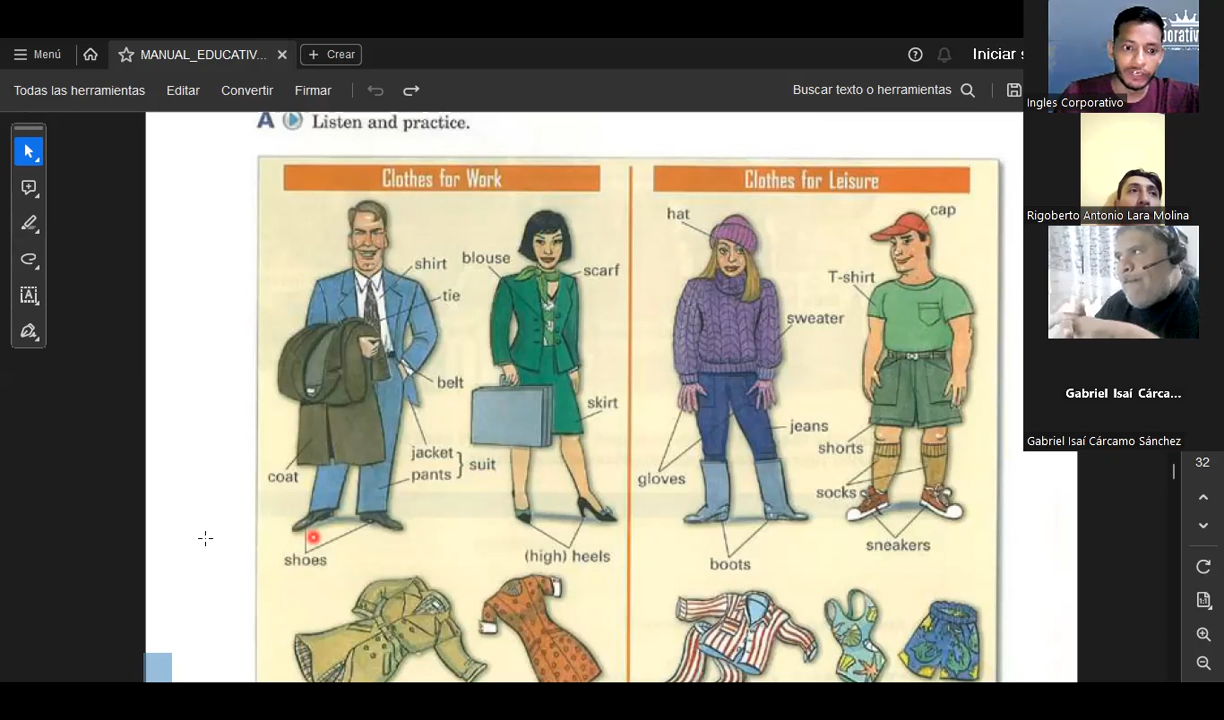 Menú
MANUAL_EDUCATIV...
Crear
Iniciar s
Todas las herramientas
Editar
Convertir
Firmar
Buscar texto o herramientas
A Listen and practice.
Clothes for Work
Clothes for Leisure
shirt
blouse
scarf
tie
belt
skirt
jacket
pants
suit
coat
shoes
(high) heels
hat
cap
T-shirt
sweater
jeans
shorts
gloves
socks
sneakers
boots
Ingles Corporativo
Rigoberto Antonio Lara Molina
Gabriel Isaí Cárca...
Gabriel Isaí Cárcamo Sánchez
32